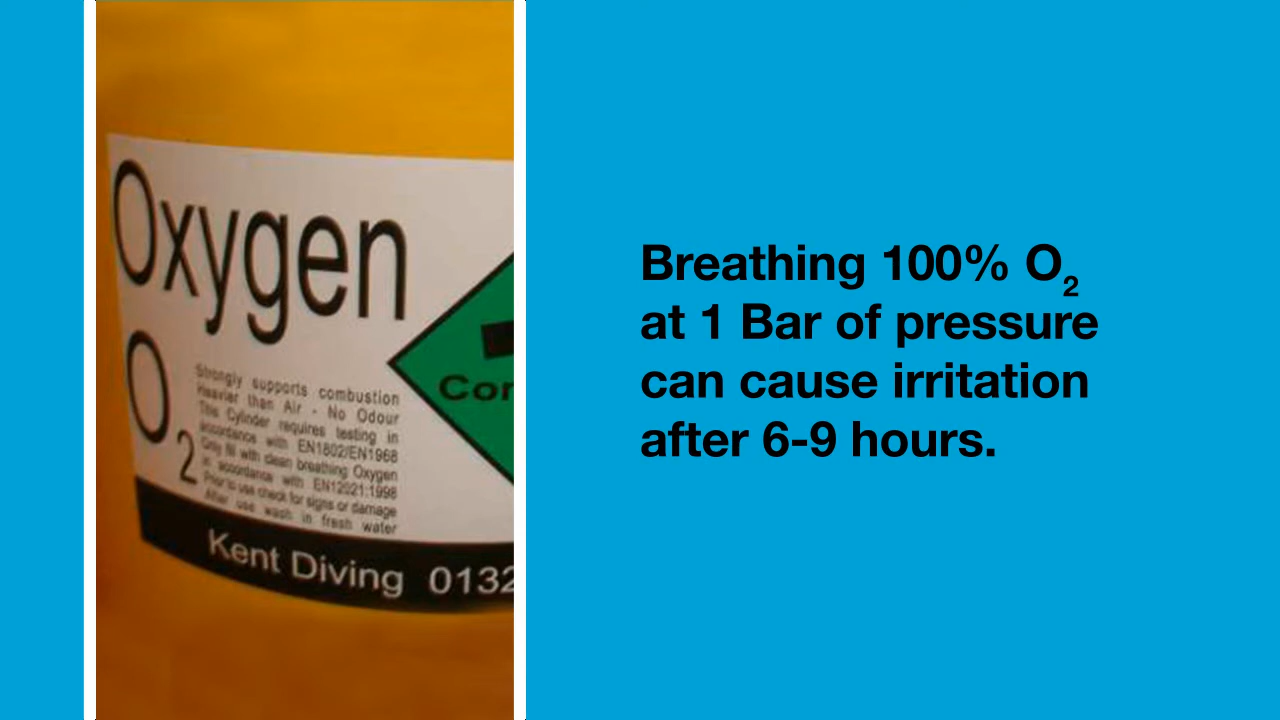 Oxygen
O₂
Strongly supports combustion
Heavier than Air - No Odour
This Cylinder requires testing in
accordance with EN1802/EN1968
Only fill with clean breathing Oxygen
in accordance with EN12021:1998
Prior to use check for signs or damage
After use wash in fresh water
Kent Diving 0132
Breathing 100% O₂
at 1 Bar of pressure
can cause irritation
after 6-9 hours.